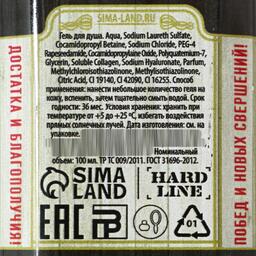 SIMA-LAND.RU
Гель для душа. Aqua, Sodium Laureth Sulfate,
Cocamidopropyl Betaine, Sodium Chloride, PEG-4
Rapeseedamide, Cocamidopropylaine Oxide, Polyquaternium-7,
Glycerin, Soluble Collagen, Sodium Hyaluronate, Parfum,
Methylchloroisothiazolinone, Methylisothiazolinone,
Citric Acid, CI 19140, CI 42090, CI 16255. Способ
применения: нанести небольшое количество геля на
кожу, вспенить, затем тщательно смыть водой.
Срок годности: 36 мес. Условия хранения: хранить при
температуре от +5 до +25 °С, избегать воздействия
прямых солнечных лучей. Дата изготовления: см. на
упаковке.
Номинальный
объем: 100 мл. ТР ТС 009/2011. ГОСТ 31696-2012.
SIMA
LAND
HARD
LINE
EAC
01
ДОСТАТКА И БЛАГОПОЛУЧИЯ!
ПОБЕД И НОВЫХ СВЕРШЕНИЙ!